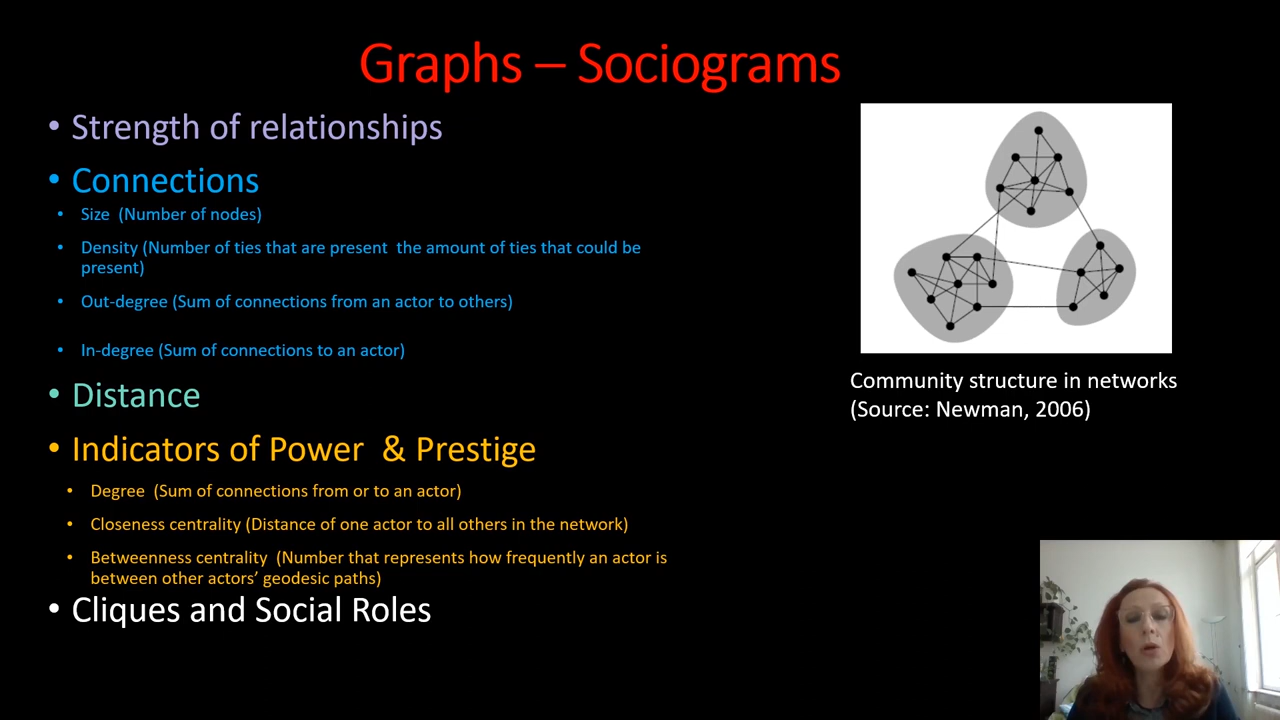 Graphs – Sociograms
• Strength of relationships
• Connections
• Size (Number of nodes)
• Density (Number of ties that are present the amount of ties that could be
present)
• Out-degree (Sum of connections from an actor to others)
• In-degree (Sum of connections to an actor)
• Distance
• Indicators of Power & Prestige
• Degree (Sum of connections from or to an actor)
• Closeness centrality (Distance of one actor to all others in the network)
• Betweenness centrality (Number that represents how frequently an actor is
between other actors’ geodesic paths)
• Cliques and Social Roles
Community structure in networks
(Source: Newman, 2006)